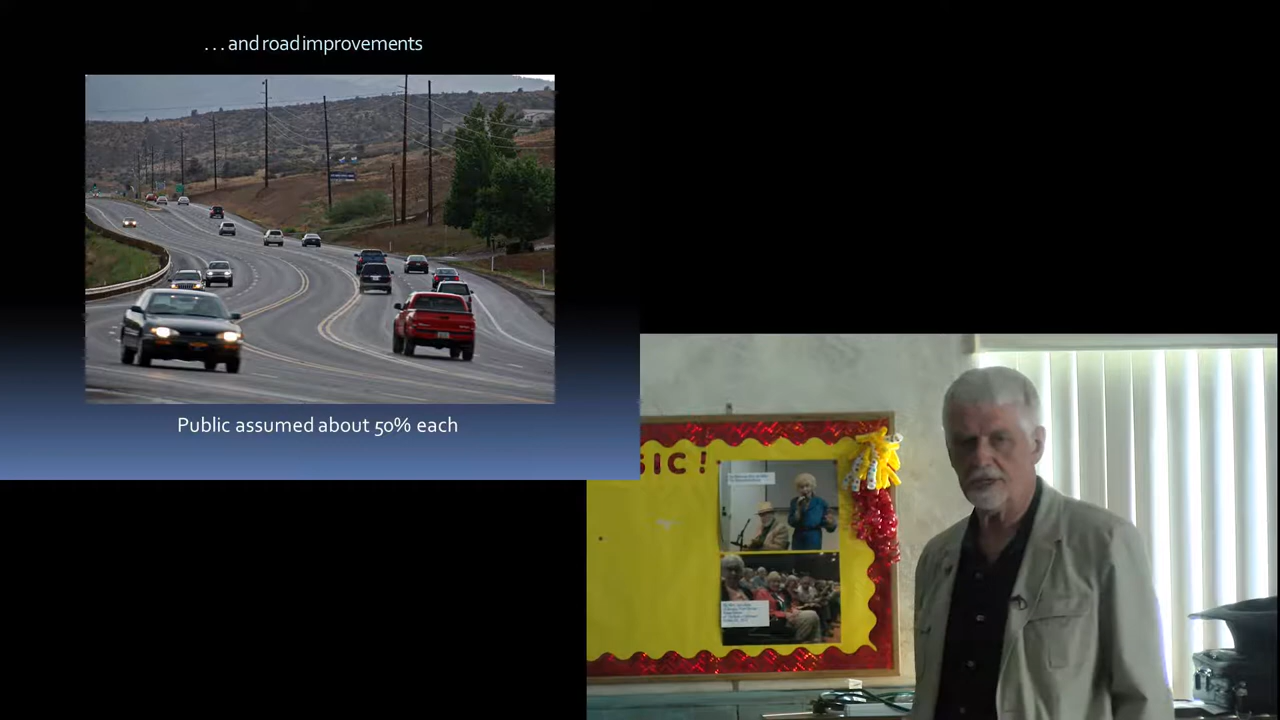 . . . and road improvements
Public assumed about 50% each
SIC!